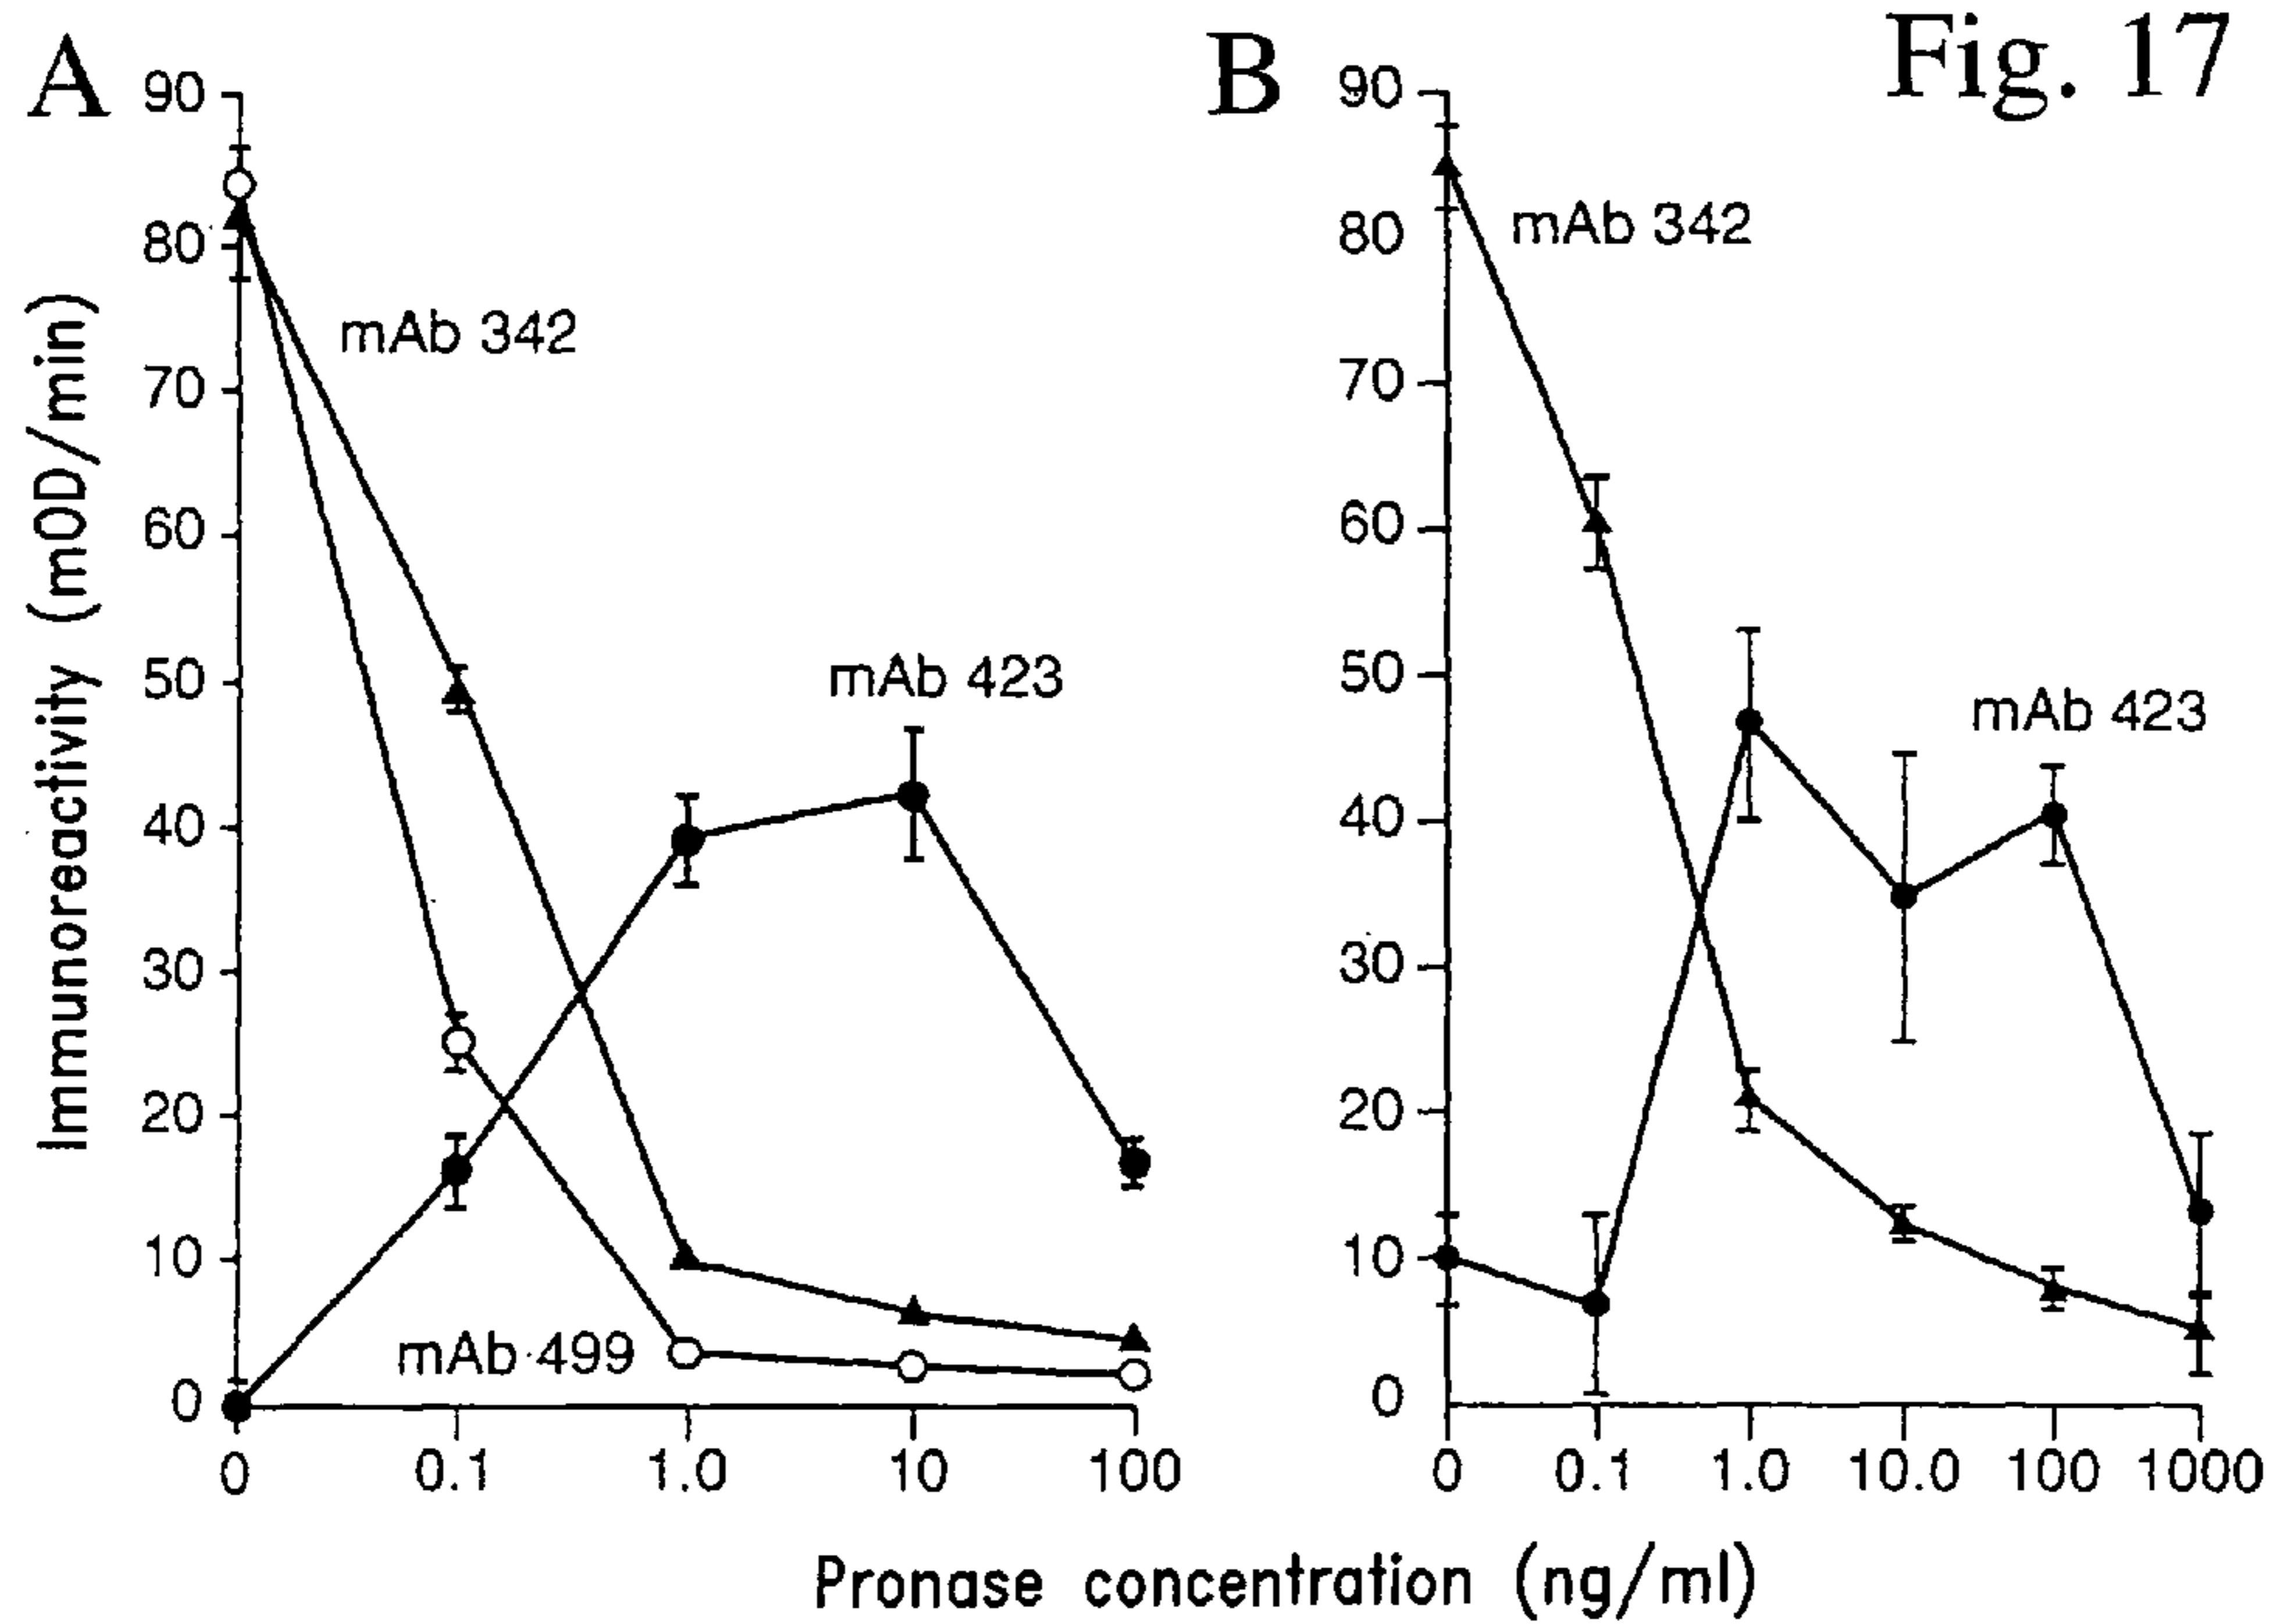 A
B
Fig. 17
Immunoreactivity (mOD/min)
90
80
70
60
50
40
30
20
10
0
mAb 342
mAb 423
mAb 499
0 0.1 1.0 10 100
90
80
70
60
50
40
30
20
10
0
mAb 342
mAb 423
0 0.1 1.0 10.0 100 1000
Pronase concentration (ng/ml)